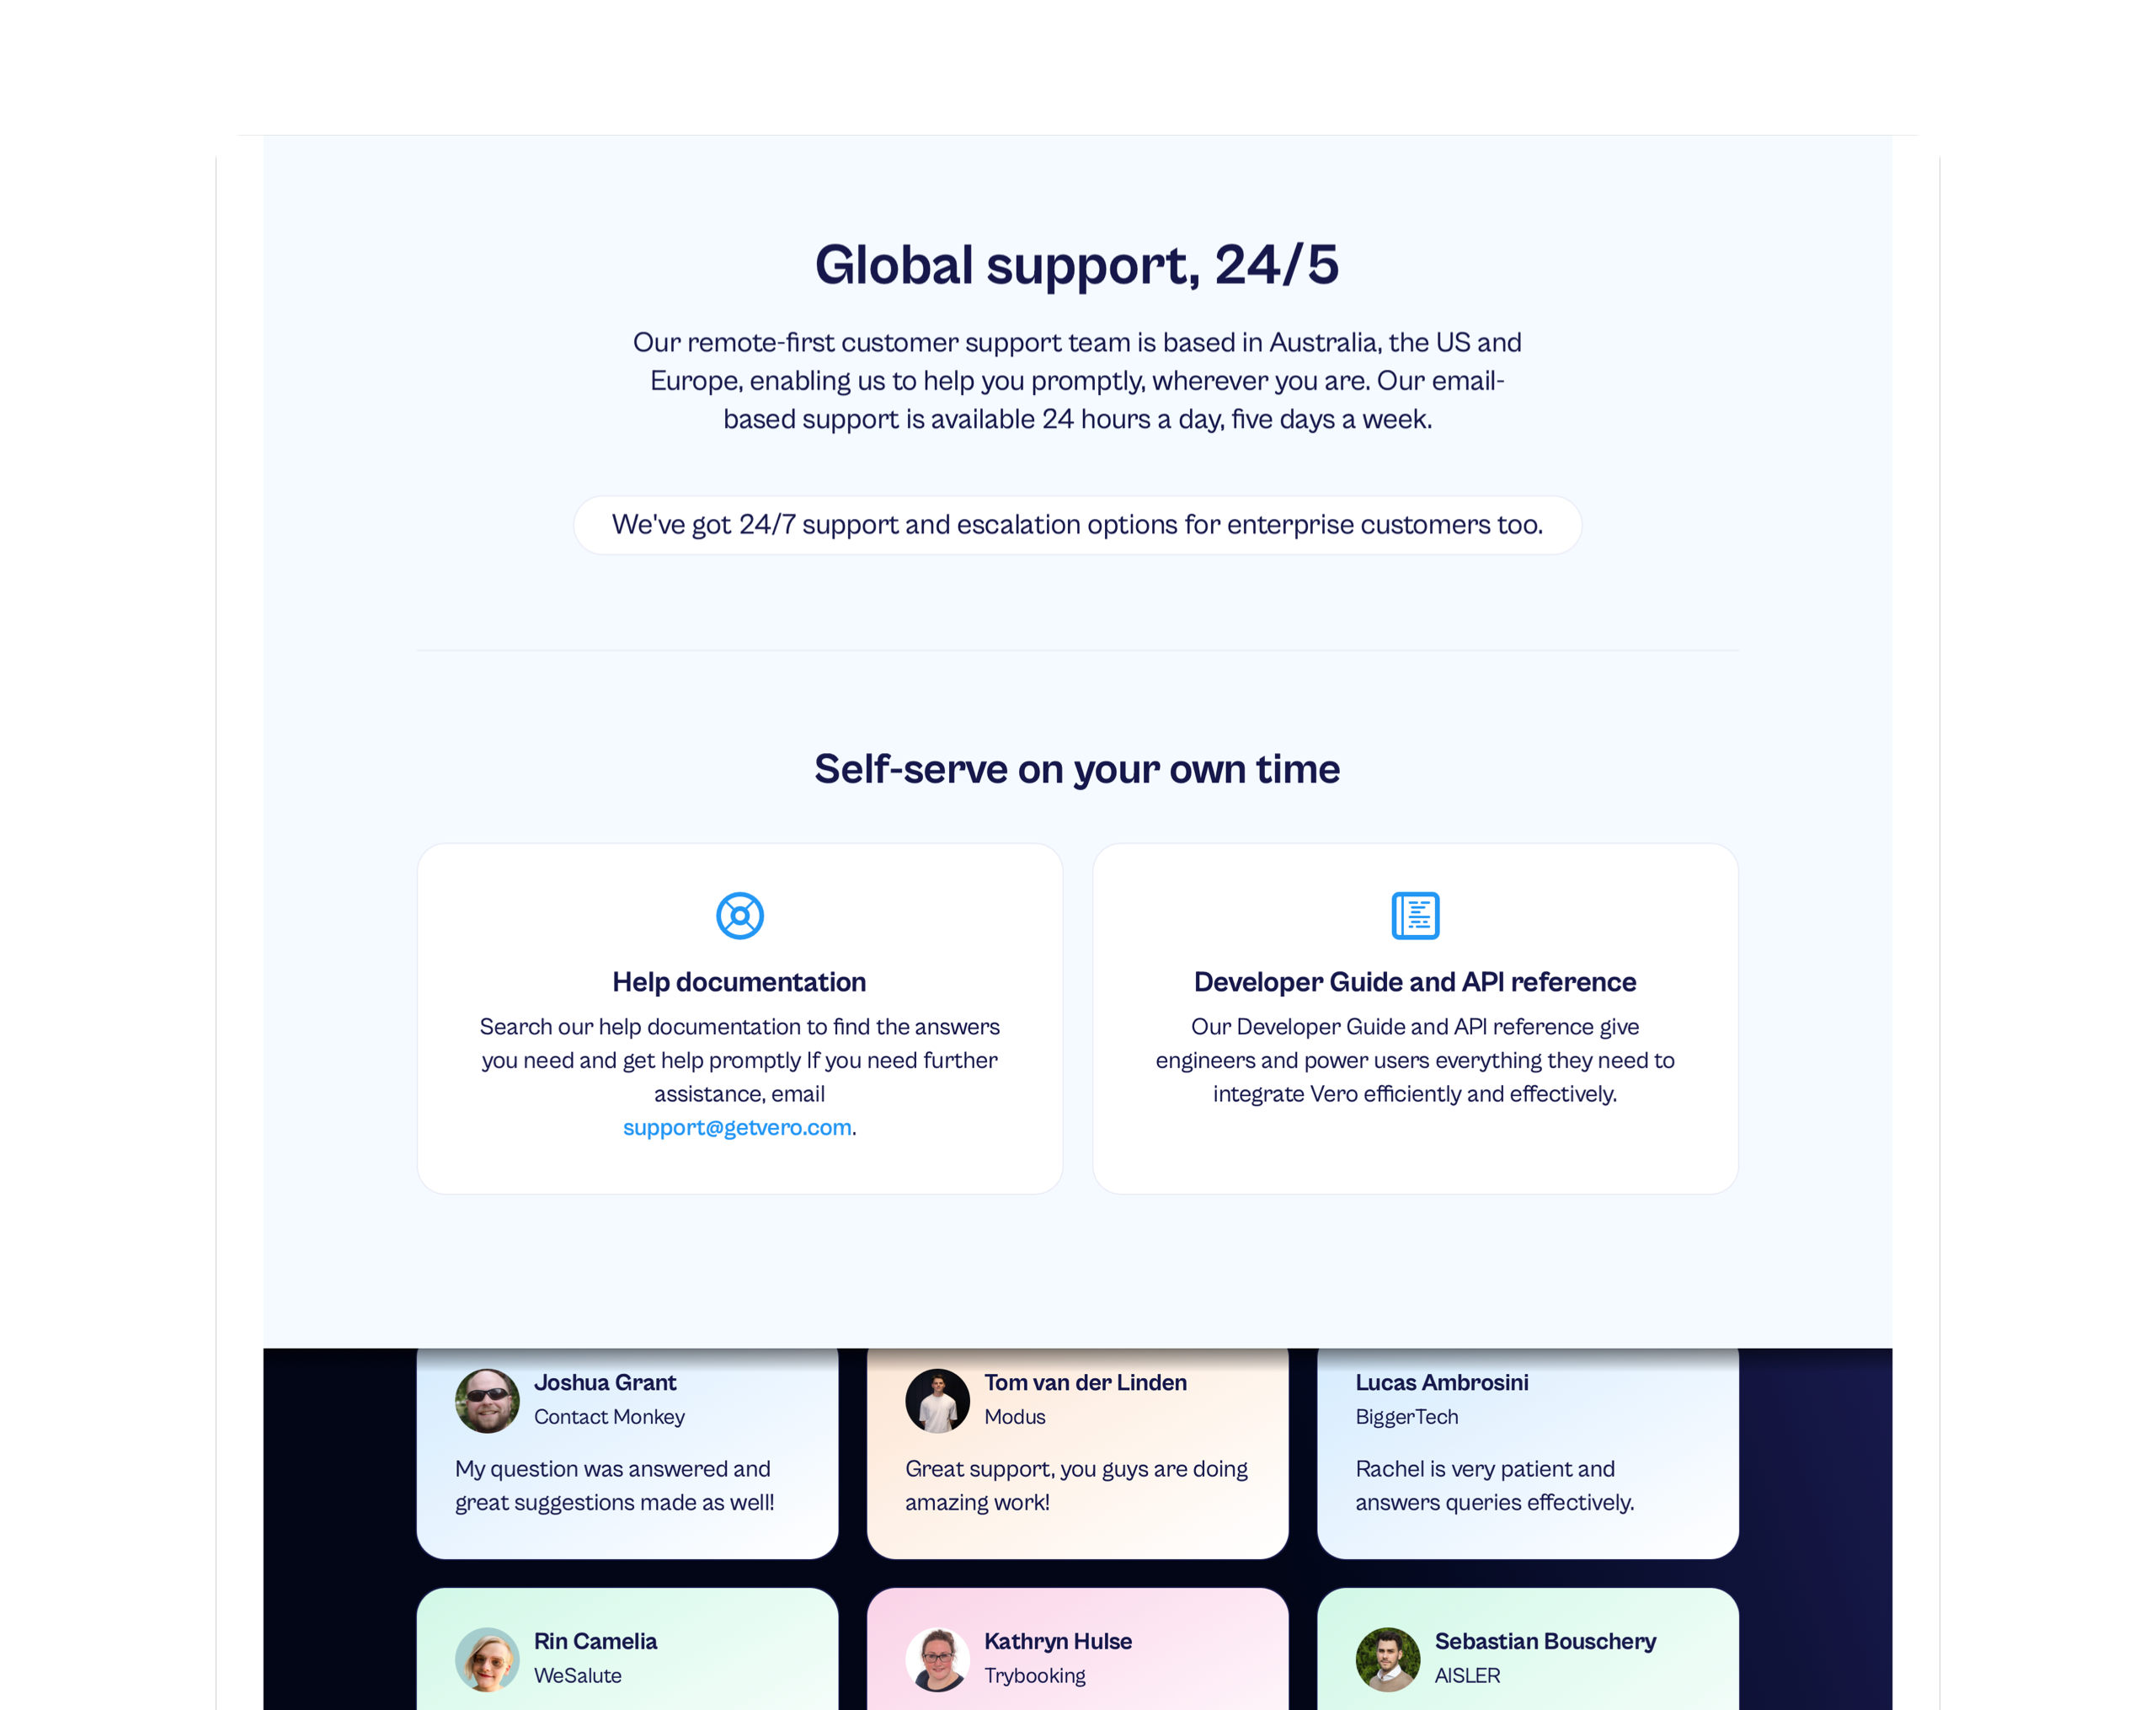 Global support, 24/5
Our remote-first customer support team is based in Australia, the US and
Europe, enabling us to help you promptly, wherever you are. Our email-
based support is available 24 hours a day, five days a week.
We've got 24/7 support and escalation options for enterprise customers too.
Self-serve on your own time
Help documentation
Search our help documentation to find the answers
you need and get help promptly If you need further
assistance, email
support@getvero.com.
Developer Guide and API reference
Our Developer Guide and API reference give
engineers and power users everything they need to
integrate Vero efficiently and effectively.
Joshua Grant
Contact Monkey
My question was answered and
great suggestions made as well!
Tom van der Linden
Modus
Great support, you guys are doing
amazing work!
Lucas Ambrosini
BiggerTech
Rachel is very patient and
answers queries effectively.
Rin Camelia
WeSalute
Kathryn Hulse
Trybooking
Sebastian Bouschery
AISLER